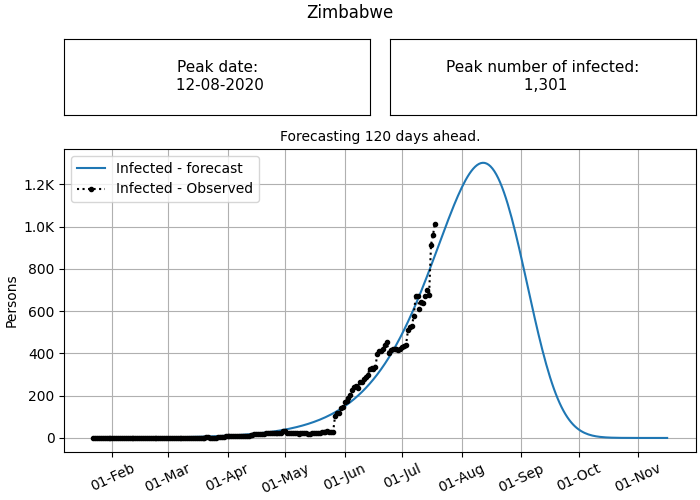 Zimbabwe
Peak date:
12-08-2020
Peak number of infected:
1,301
Forecasting 120 days ahead.
Infected - forecast
Infected - Observed
Persons
1.2K
1.0K
800
600
400
200
0
01-Feb
01-Mar
01-Apr
01-May
01-Jun
01-Jul
01-Aug
01-Sep
01-Oct
01-Nov